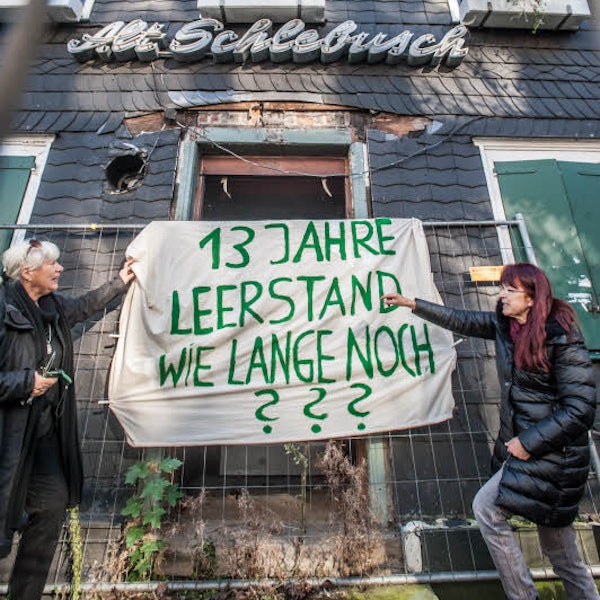 Alt Schlebusch
13 JAHRE
LEERSTAND
WIE LANGE NOCH
? ? ?